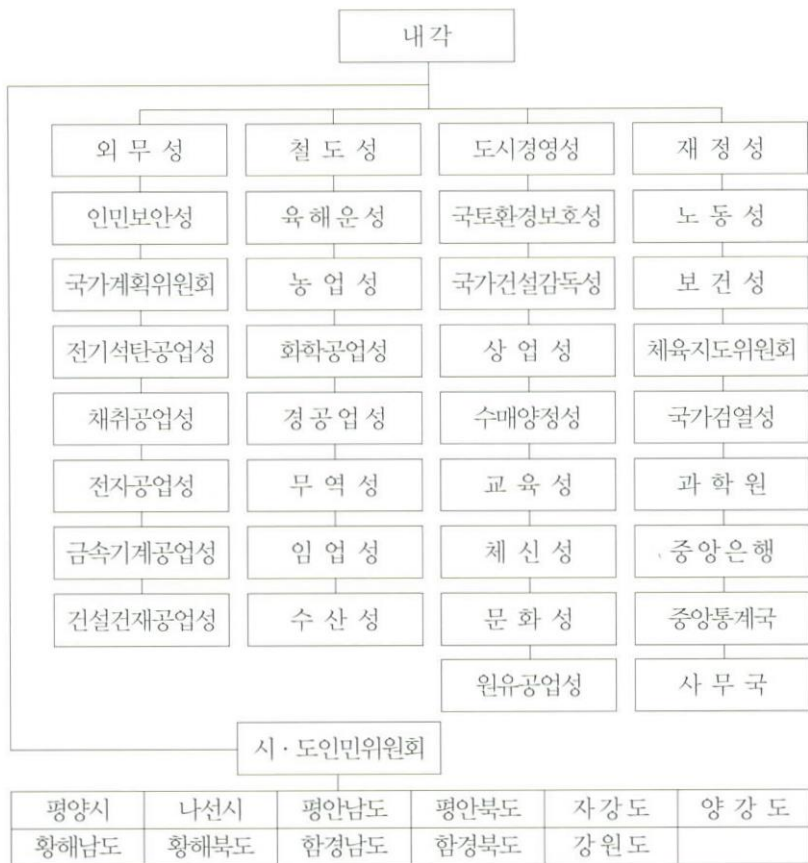 내각
외무성 철도성 도시경영성 재정성
인민보안성 육해운성 국토환경보호성 노동성
국가계획위원회 농업성 국가건설감독성 보건성
전기석탄공업성 화학공업성 상업성 체육지도위원회
채취공업성 경공업성 수매양정성 국가검열성
전자공업성 무역성 교육성 과학원
금속기계공업성 임업성 체신성 중앙은행
건설건재공업성 수산성 문화성 중앙통계국
원유공업성 사무국
시·도인민위원회
평양시 나선시 평안남도 평안북도 자강도 양강도
황해남도 황해북도 함경남도 함경북도 강원도